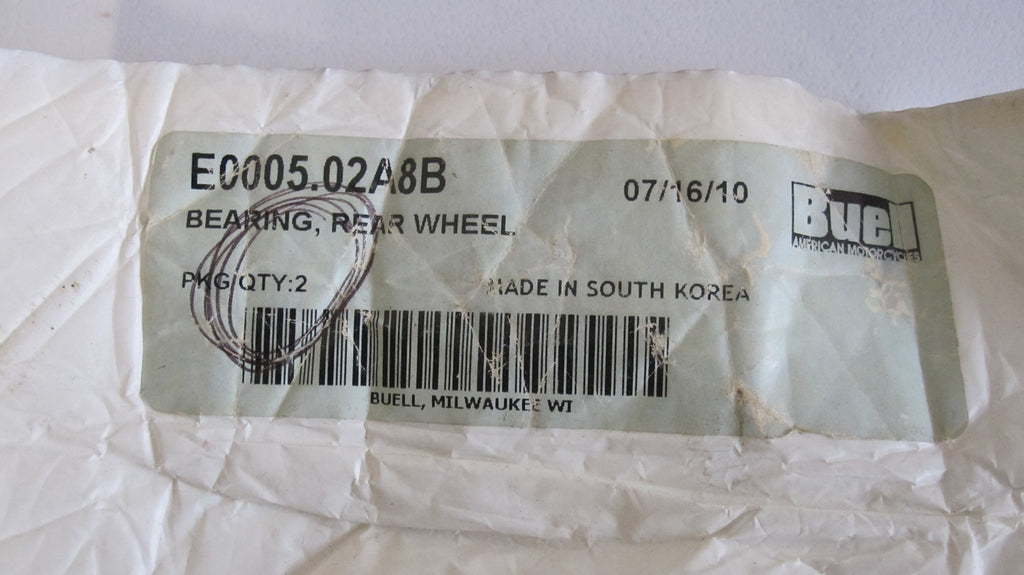 E0005.02A8B
07/16/10
BEARING, REAR WHEEL
Buell
AMERICAN MOTORCYCLES
PKG/QTY:2
MADE IN SOUTH KOREA
BUELL, MILWAUKEE WI